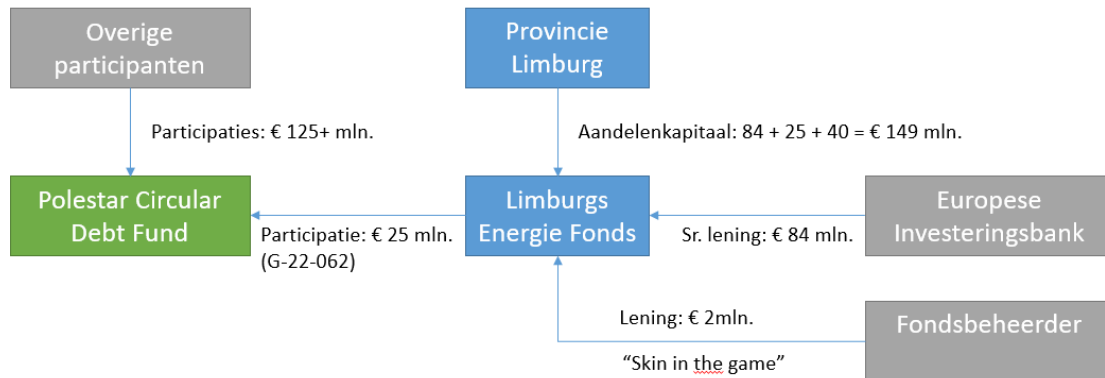 Overige
participanten
Provincie
Limburg
Participaties: € 125+ mln.
Aandelenkapitaal: 84 + 25 + 40 = € 149 mln.
Polestar Circular
Debt Fund
Participatie: € 25 mln.
(G-22-062)
Limburgs
Energie Fonds
Sr. lening: € 84 mln.
Europese
Investeringsbank
Lening: € 2mln.
“Skin in the game”
Fondsbeheerder